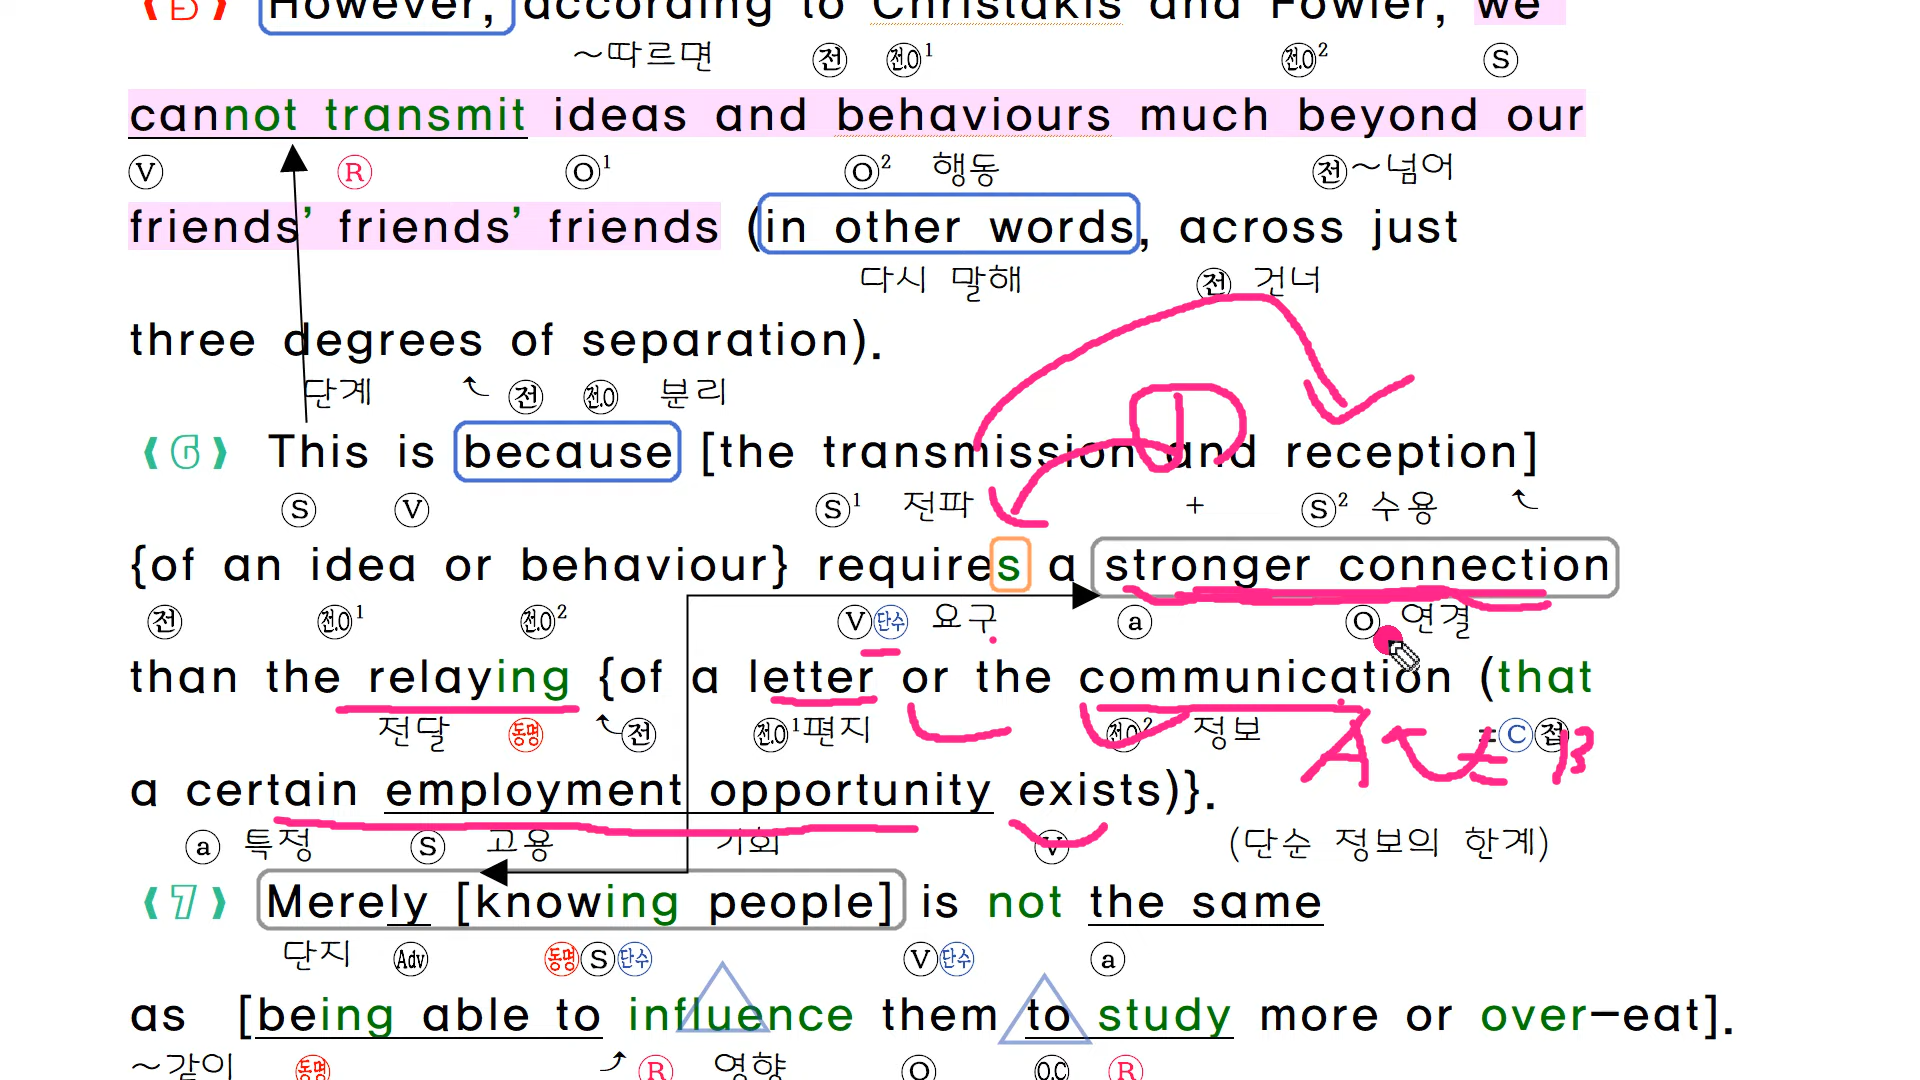 ⦗5⦘ However, according to Christakis and Fowler, we
~따르면 전 전.O1 전.O2 S
cannot transmit ideas and behaviours much beyond our
V R O1 O2 행동 전~넘어
friends' friends' friends (in other words, across just
다시 말해 전 건너
three degrees of separation).
단계 전 전.O 분리
⦗6⦘ This is because [the transmission and reception]
S V S1 전파 + S2 수용
{of an idea or behaviour} requires a stronger connection
전 전.O1 전.O2 V 단수 요구 a O 연결
than the relaying {of a letter or the communication (that
전달 동명 전 전.O1편지 전.O2 정보 =C 접
A B
a certain employment opportunity exists)}.
a 특정 S 고용 기회 V (단순 정보의 한계)
⦗7⦘ Merely [knowing people] is not the same
단지 Adv 동명 S 단수 V 단수 a
as [being able to influence them to study more or over-eat].
~같이 동명 R 영향 O O.C R